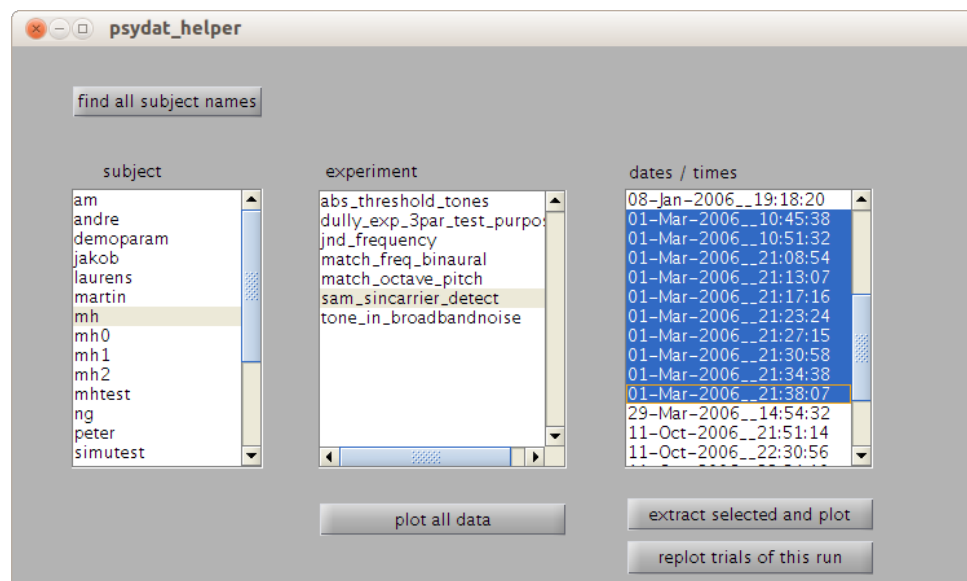 psydat_helper
find all subject names
subject
am
andre
demoparam
jakob
laurens
martin
mh
mh0
mh1
mh2
mhtest
ng
peter
simutest
experiment
abs_threshold_tones
dully_exp_3par_test_purpo
jnd_frequency
match_freq_binaural
match_octave_pitch
sam_sincarrier_detect
tone_in_broadbandnoise
plot all data
dates / times
08-Jan-2006__19:18:20
01-Mar-2006__10:45:38
01-Mar-2006__10:51:32
01-Mar-2006__21:08:54
01-Mar-2006__21:13:07
01-Mar-2006__21:17:16
01-Mar-2006__21:23:24
01-Mar-2006__21:27:15
01-Mar-2006__21:30:58
01-Mar-2006__21:34:38
01-Mar-2006__21:38:07
29-Mar-2006__14:54:32
11-Oct-2006__21:51:14
11-Oct-2006__22:30:56
extract selected and plot
replot trials of this run